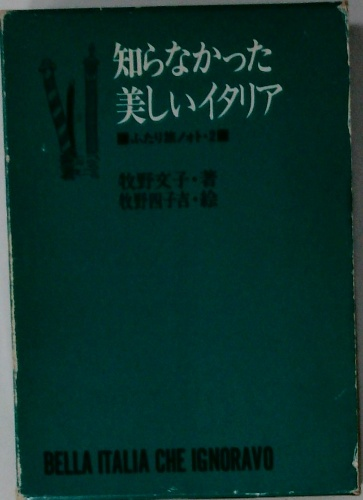 知らなかった
美しいイタリア
■ふたり旅ノオト・2■
牧野文子・著
牧野四子吉・絵
BELLA ITALIA CHE IGNORAVO